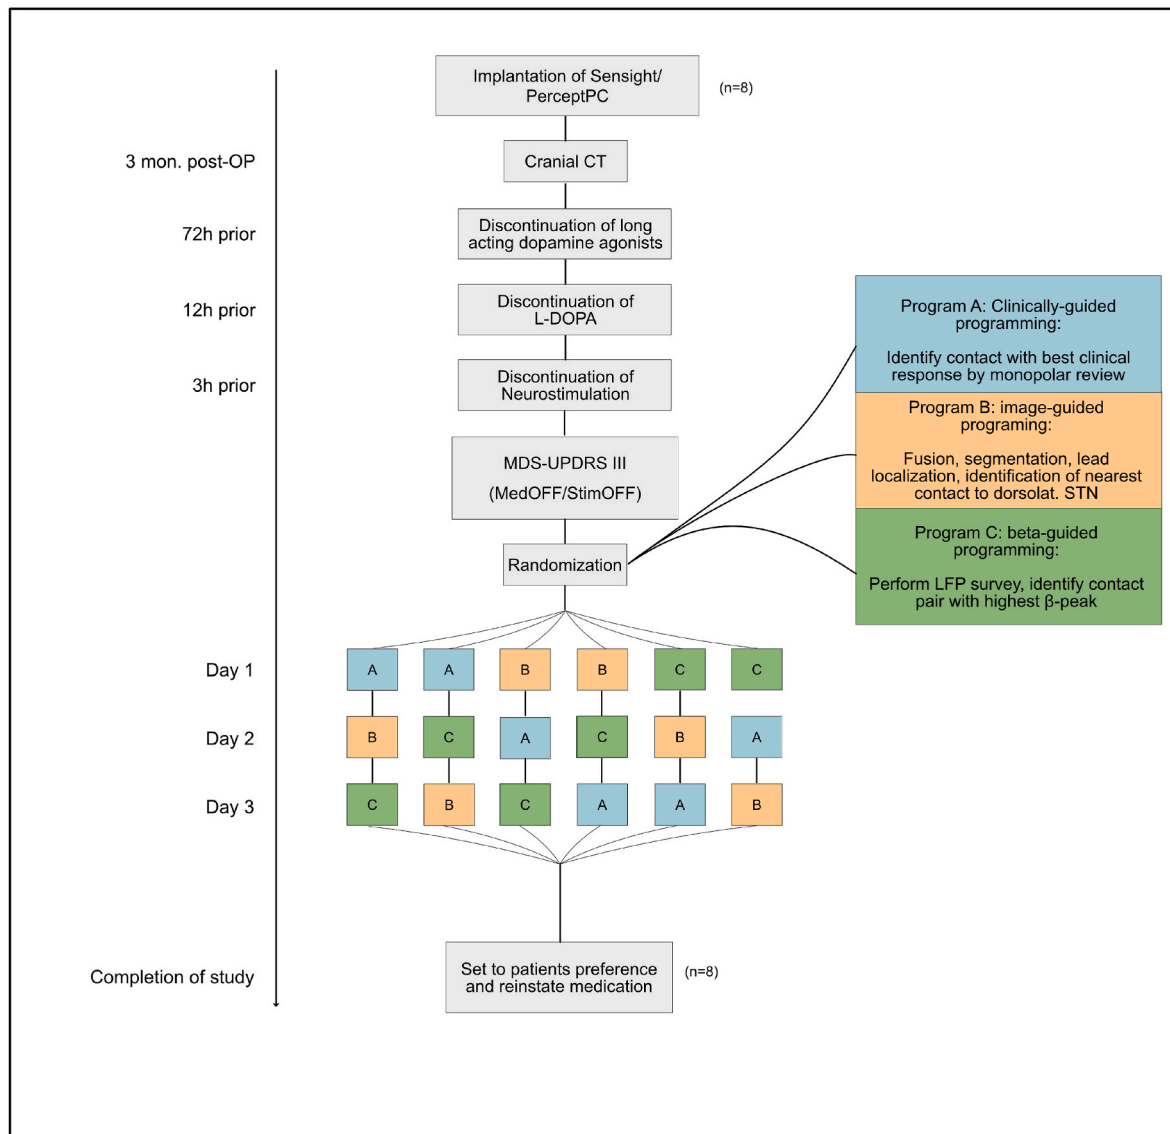 Implantation of Sensight/
PerceptPC
(n=8)
3 mon. post-OP
Cranial CT
72h prior
Discontinuation of long
acting dopamine agonists
12h prior
Discontinuation of
L-DOPA
3h prior
Discontinuation of
Neurostimulation
MDS-UPDRS III
(MedOFF/StimOFF)
Randomization
Program A: Clinically-guided
programming:
Identify contact with best clinical
response by monopolar review
Program B: image-guided
programing:
Fusion, segmentation, lead
localization, identification of nearest
contact to dorsolat. STN
Program C: beta-guided
programming:
Perform LFP survey, identify contact
pair with highest β-peak
Day 1
A A B B C C
Day 2
B C A C B A
Day 3
C B C A A B
Completion of study
Set to patients preference
and reinstate medication
(n=8)